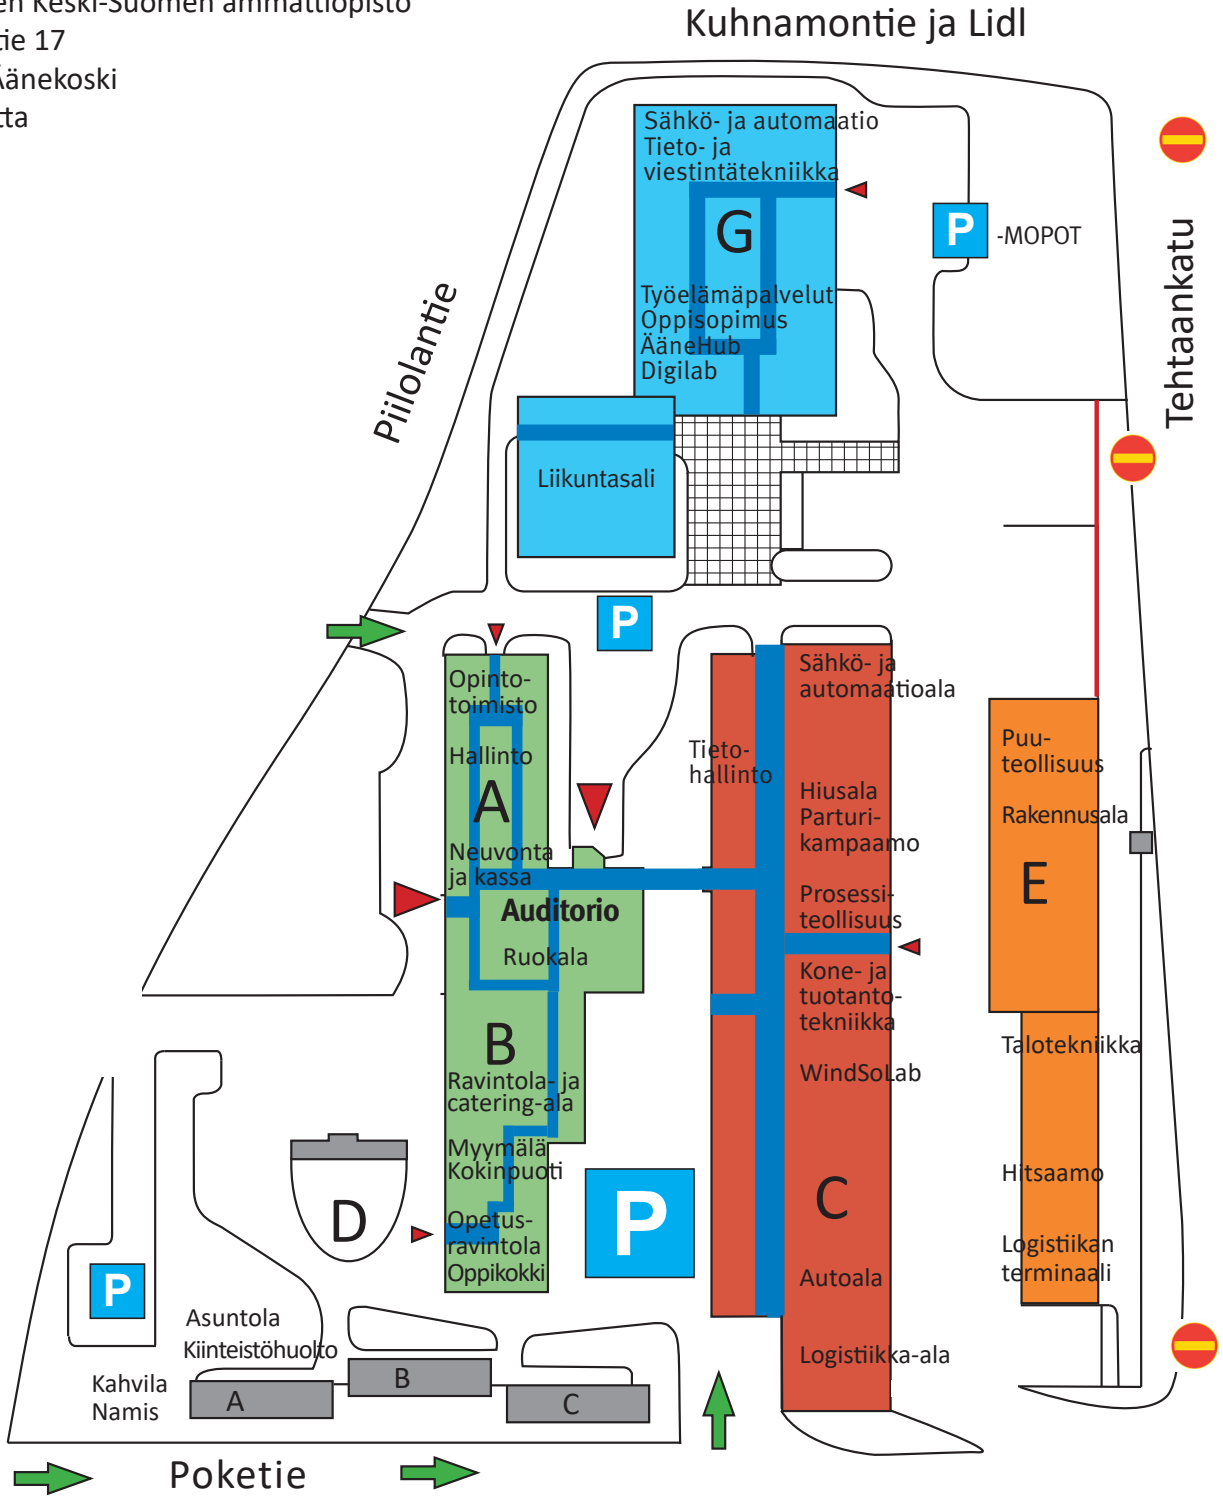 Keski-Suomen ammattiopisto
17
Äänekoski
Kuhnamontie ja Lidl
Sähkö- ja automaatio
Tieto- ja
viestintätekniikka
G
P
-MOPOT
Tehtaankatu
Piilolantie
Työelämäpalvelut
Oppisopimus
ÄäneHub
Digilab
Liikuntasali
P
Opinto-
toimisto
Hallinto
A
Neuvonta
ja kassa
Auditorio
Ruokala
B
Ravintola- ja
catering-ala
Myymälä
Kokinpuoti
Opetus-
ravintola
Oppikokki
D
P
Tieto-
hallinto
Sähkö- ja
automaatioala
Hiusala
Parturi-
kampaamo
Prosessi-
teollisuus
Kone- ja
tuotanto-
tekniikka
WindSoLab
C
Autoala
Logistiikka-ala
Puu-
teollisuus
Rakennusala
E
Talotekniikka
Hitsaamo
Logistiikan
terminaali
P
Asuntola
Kiinteistöhuolto
Kahvila
Namis
A
B
C
Poketie